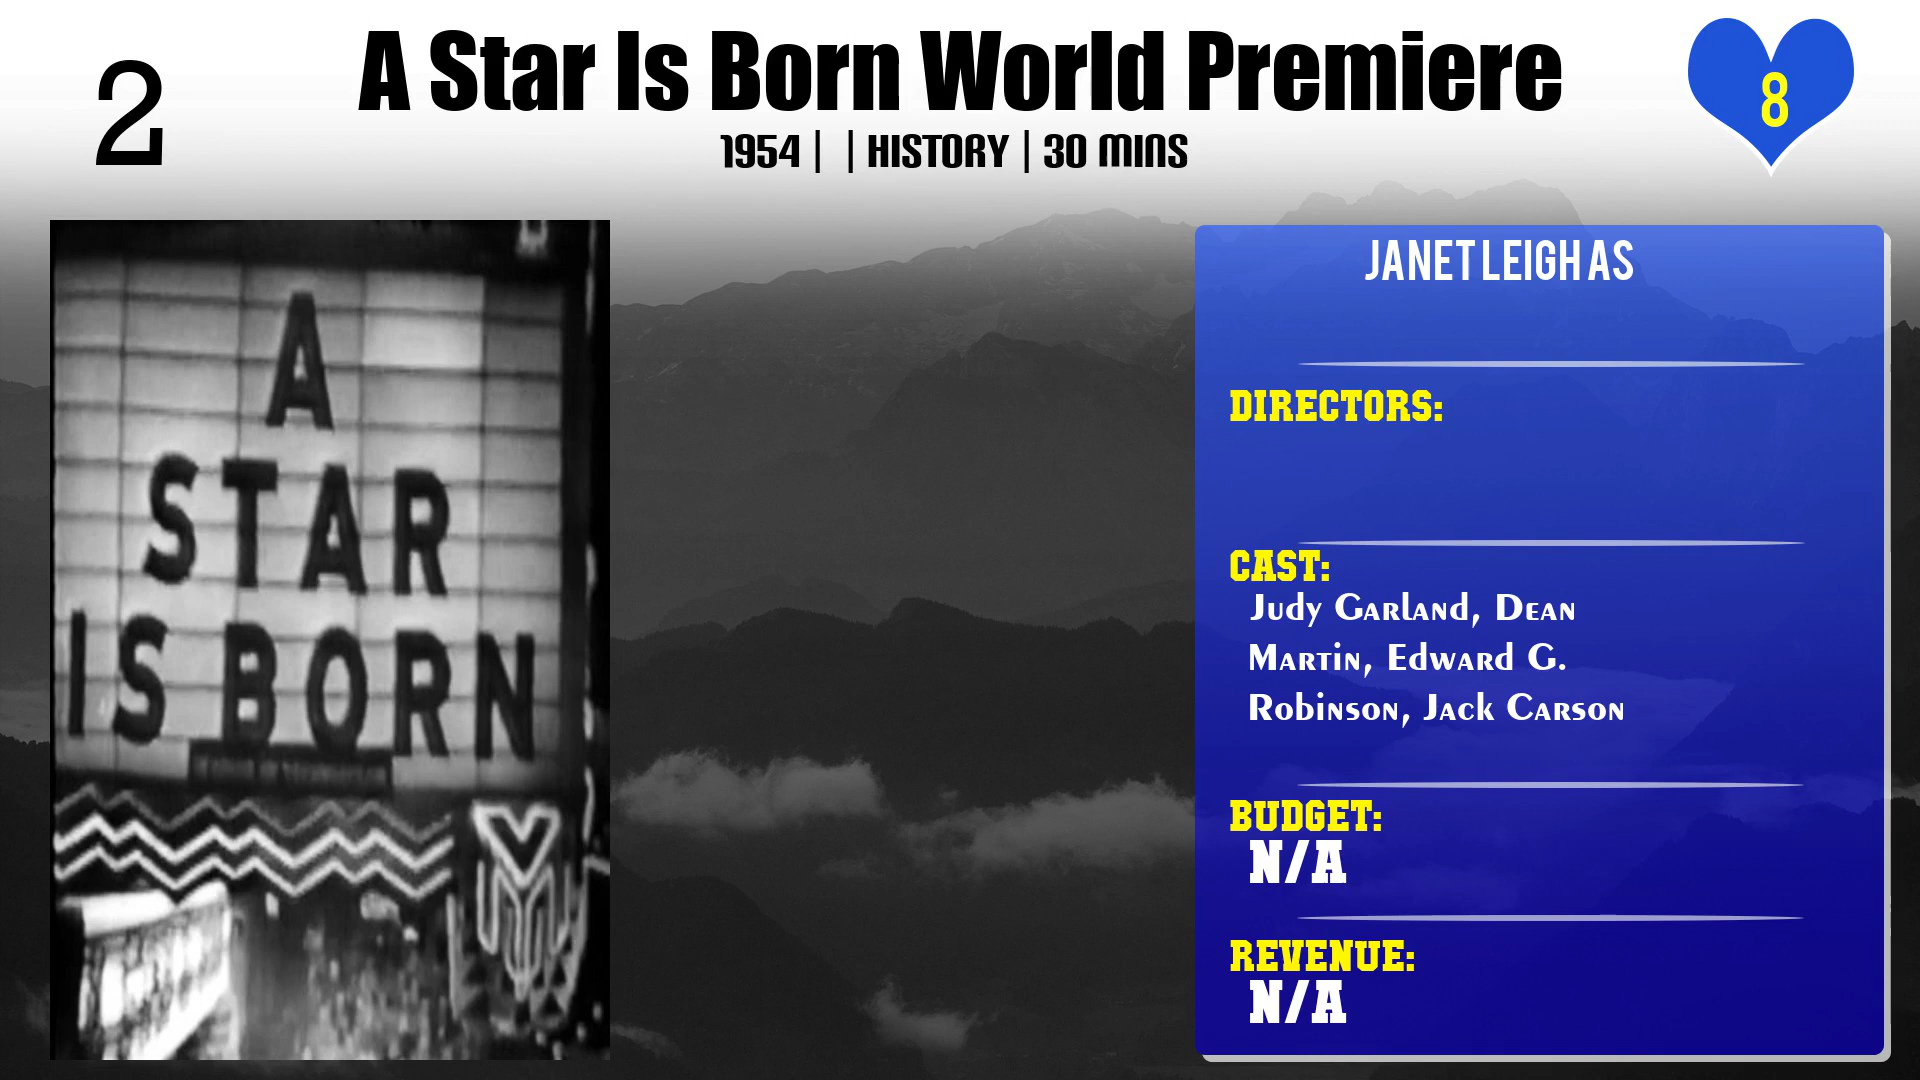 2
A Star Is Born World Premiere
8
1954 | | HISTORY | 30 MINS
JANET LEIGH AS
A
STAR
IS BORN
DIRECTORS:
CAST:
Judy Garland, Dean
Martin, Edward G.
Robinson, Jack Carson
BUDGET:
N/A
REVENUE:
N/A